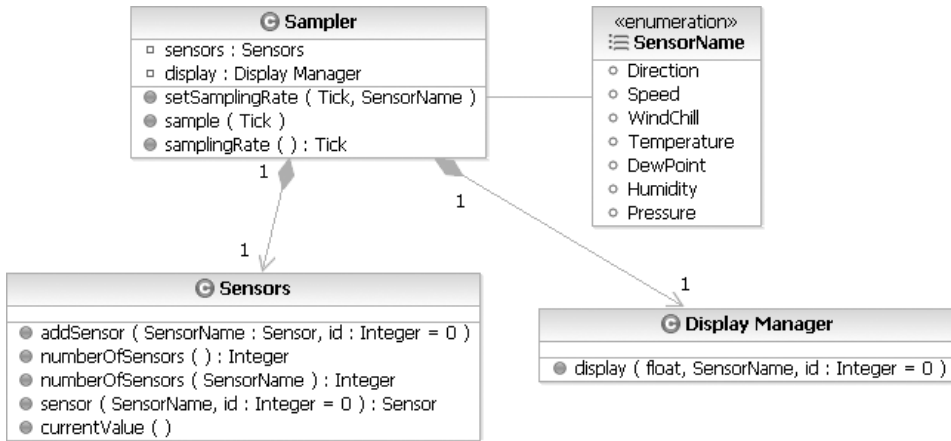 Sampler
sensors : Sensors
display : Display Manager
setSamplingRate ( Tick, SensorName )
sample ( Tick )
samplingRate ( ) : Tick
«enumeration»
SensorName
Direction
Speed
WindChill
Temperature
DewPoint
Humidity
Pressure
1
1
1
1
Sensors
addSensor ( SensorName : Sensor, id : Integer = 0 )
numberOfSensors ( ) : Integer
numberOfSensors ( SensorName ) : Integer
sensor ( SensorName, id : Integer = 0 ) : Sensor
currentValue ( )
Display Manager
display ( float, SensorName, id : Integer = 0 )